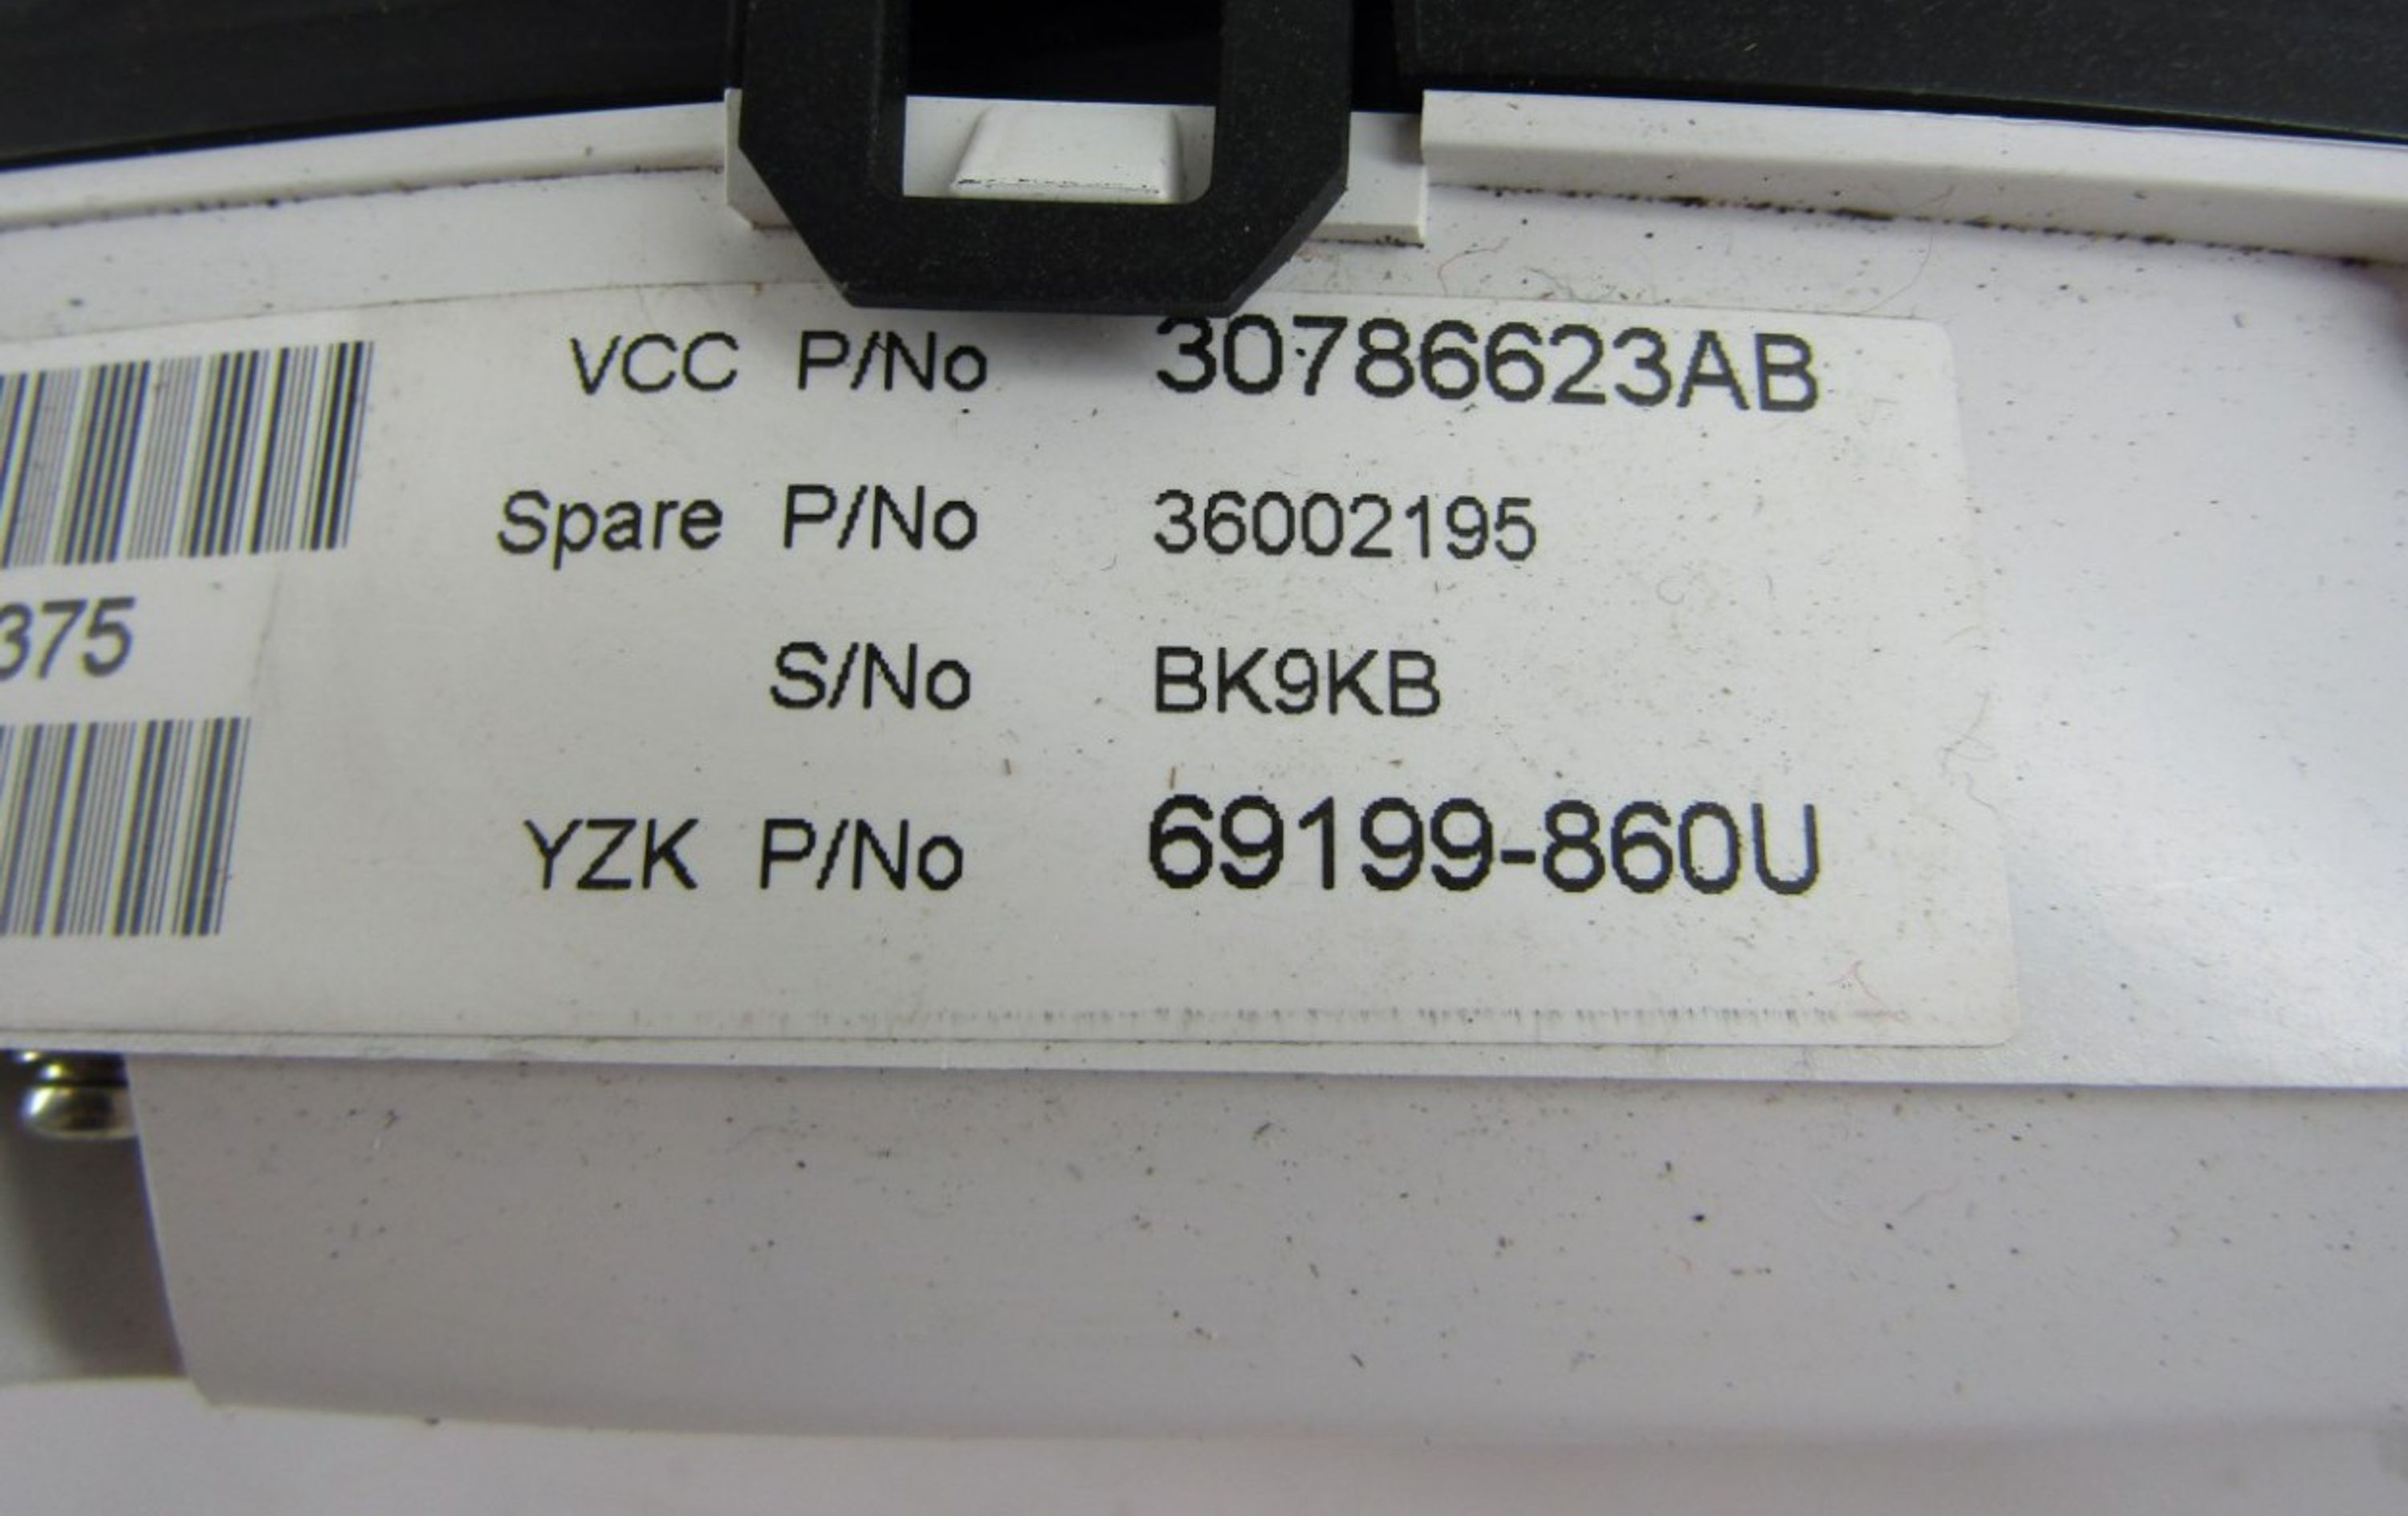 VCC P/No 30786623AB
Spare P/No 36002195
375
S/No BK9KB
YZK P/No 69199-860U